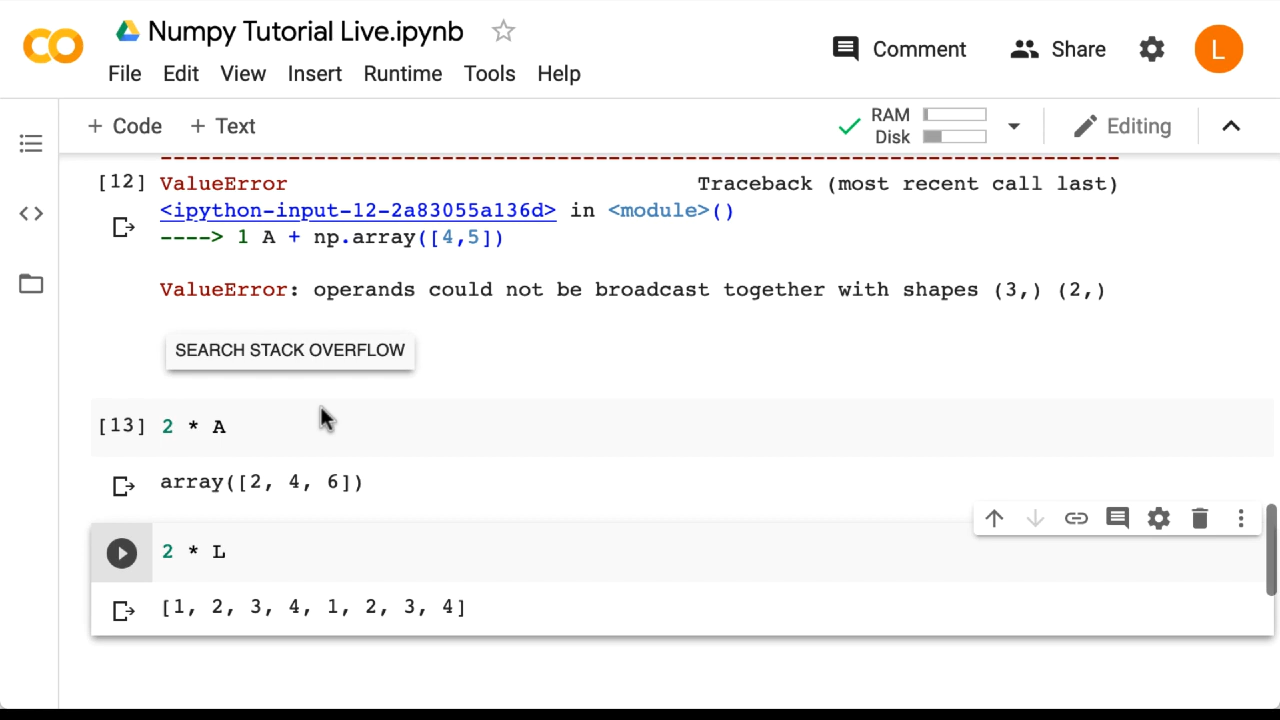 Numpy Tutorial Live.ipynb
File Edit View Insert Runtime Tools Help
Comment Share L
+ Code + Text
RAM
Disk
Editing
--------------------------------------------------------------------------
[12] ValueError Traceback (most recent call last)
<ipython-input-12-2a83055a136d> in <module>()
----> 1 A + np.array([4,5])
ValueError: operands could not be broadcast together with shapes (3,) (2,)
SEARCH STACK OVERFLOW
[13] 2 * A
array([2, 4, 6])
2 * L
[1, 2, 3, 4, 1, 2, 3, 4]